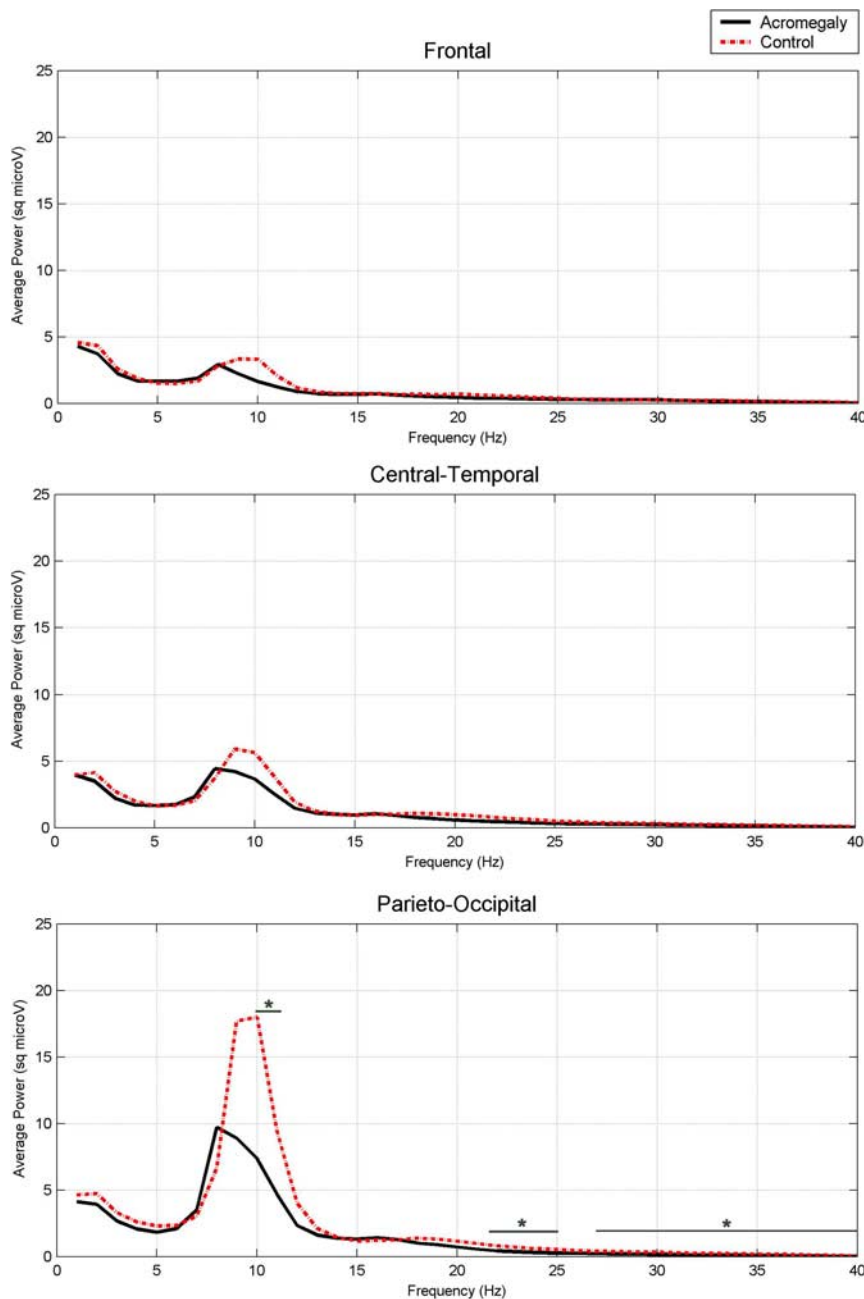 Acromegaly
Control
Frontal
25
20
15
10
5
0
Average Power (sq microV)
0 5 10 15 20 25 30 35 40
Frequency (Hz)
Central-Temporal
25
20
15
10
5
0
Average Power (sq microV)
0 5 10 15 20 25 30 35 40
Frequency (Hz)
Parieto-Occipital
25
20
15
10
5
0
Average Power (sq microV)
*
* *
0 5 10 15 20 25 30 35 40
Frequency (Hz)